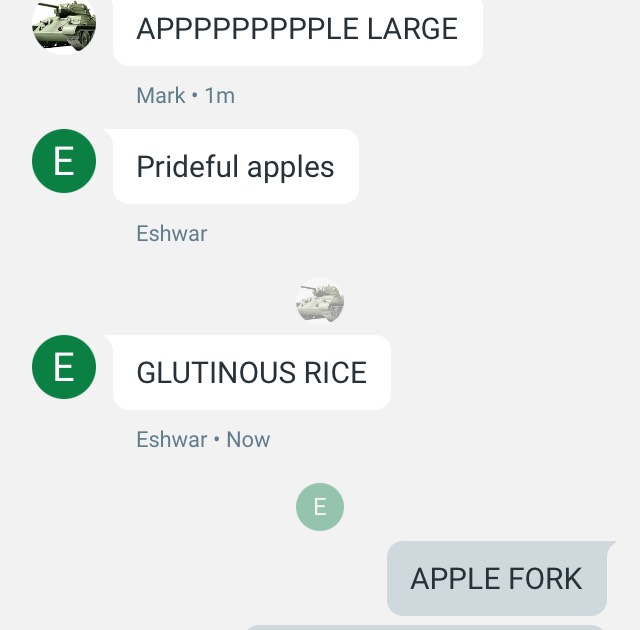 APPPPPPPPPLE LARGE
Mark • 1m
E
Prideful apples
Eshwar
E
GLUTINOUS RICE
Eshwar • Now
E
APPLE FORK